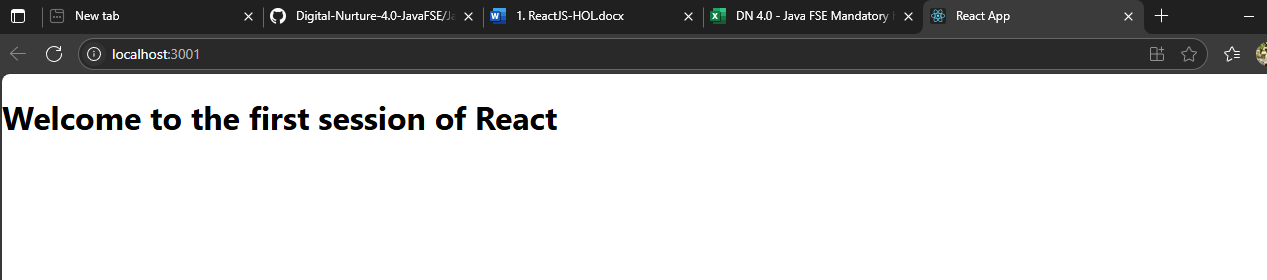 New tab
Digital-Nurture-4.0-JavaFSE/Ja
1. ReactJS-HOL.docx
DN 4.0 - Java FSE Mandatory
React App
localhost:3001
Welcome to the first session of React